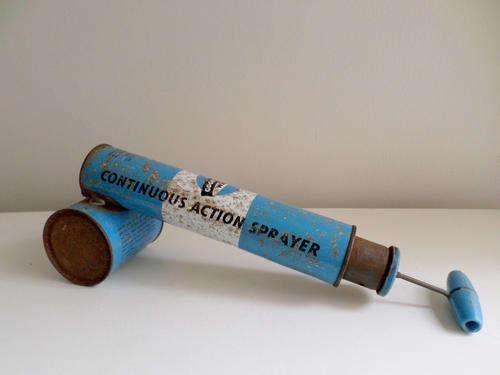 CONTINUOUS ACTION SPRAYER